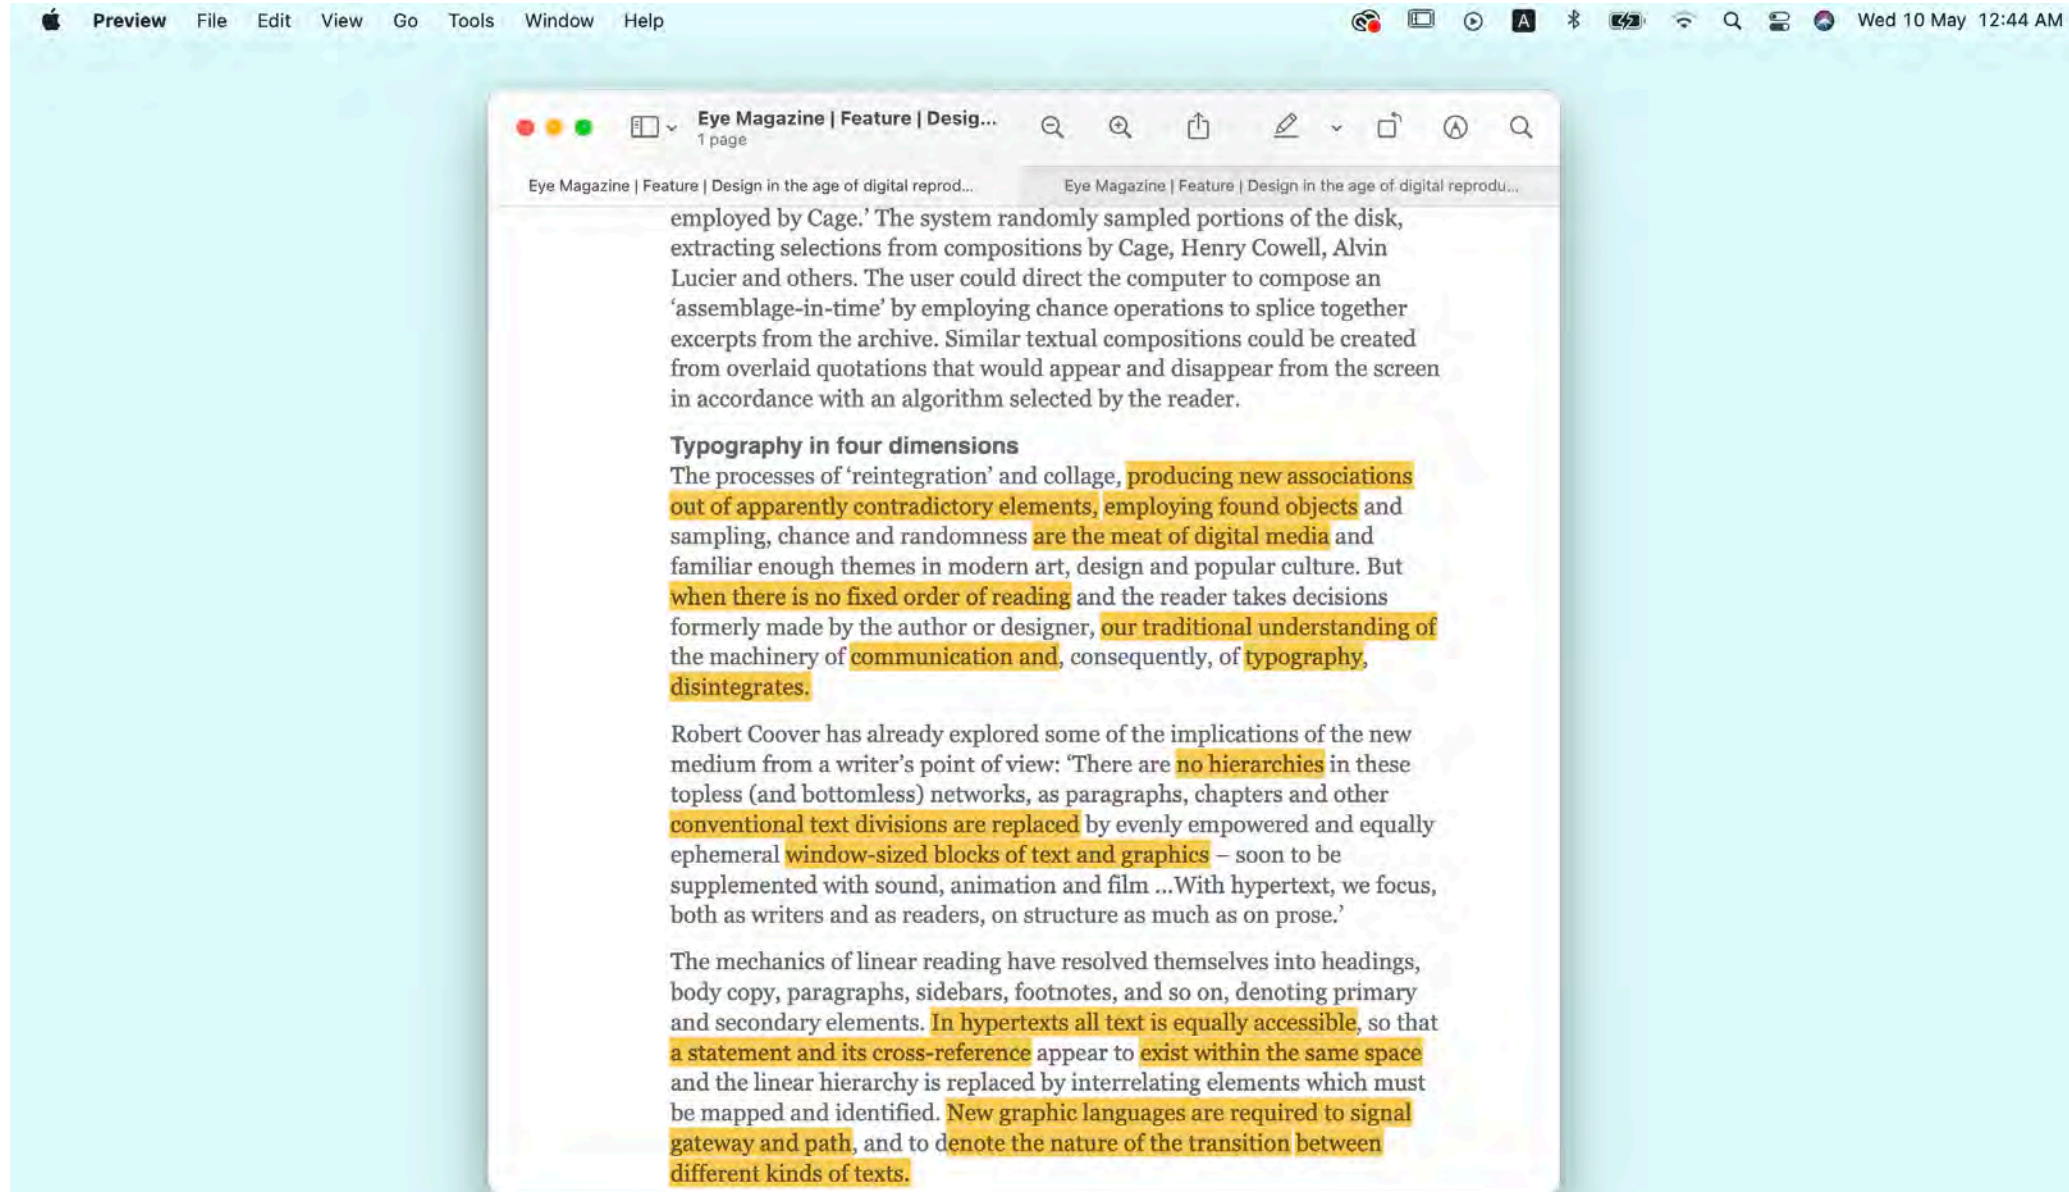 Preview File Edit View Go Tools Window Help A Wed 10 May 12:44 AM
Eye Magazine | Feature | Desig...
1 page
Eye Magazine | Feature | Design in the age of digital reprod... Eye Magazine | Feature | Design in the age of digital reprodu...
employed by Cage.’ The system randomly sampled portions of the disk,
extracting selections from compositions by Cage, Henry Cowell, Alvin
Lucier and others. The user could direct the computer to compose an
‘assemblage-in-time’ by employing chance operations to splice together
excerpts from the archive. Similar textual compositions could be created
from overlaid quotations that would appear and disappear from the screen
in accordance with an algorithm selected by the reader.
Typography in four dimensions
The processes of ‘reintegration’ and collage, producing new associations
out of apparently contradictory elements, employing found objects and
sampling, chance and randomness are the meat of digital media and
familiar enough themes in modern art, design and popular culture. But
when there is no fixed order of reading and the reader takes decisions
formerly made by the author or designer, our traditional understanding of
the machinery of communication and, consequently, of typography,
disintegrates.
Robert Coover has already explored some of the implications of the new
medium from a writer’s point of view: ‘There are no hierarchies in these
topless (and bottomless) networks, as paragraphs, chapters and other
conventional text divisions are replaced by evenly empowered and equally
ephemeral window-sized blocks of text and graphics – soon to be
supplemented with sound, animation and film ...With hypertext, we focus,
both as writers and as readers, on structure as much as on prose.’
The mechanics of linear reading have resolved themselves into headings,
body copy, paragraphs, sidebars, footnotes, and so on, denoting primary
and secondary elements. In hypertexts all text is equally accessible, so that
a statement and its cross-reference appear to exist within the same space
and the linear hierarchy is replaced by interrelating elements which must
be mapped and identified. New graphic languages are required to signal
gateway and path, and to denote the nature of the transition between
different kinds of texts.